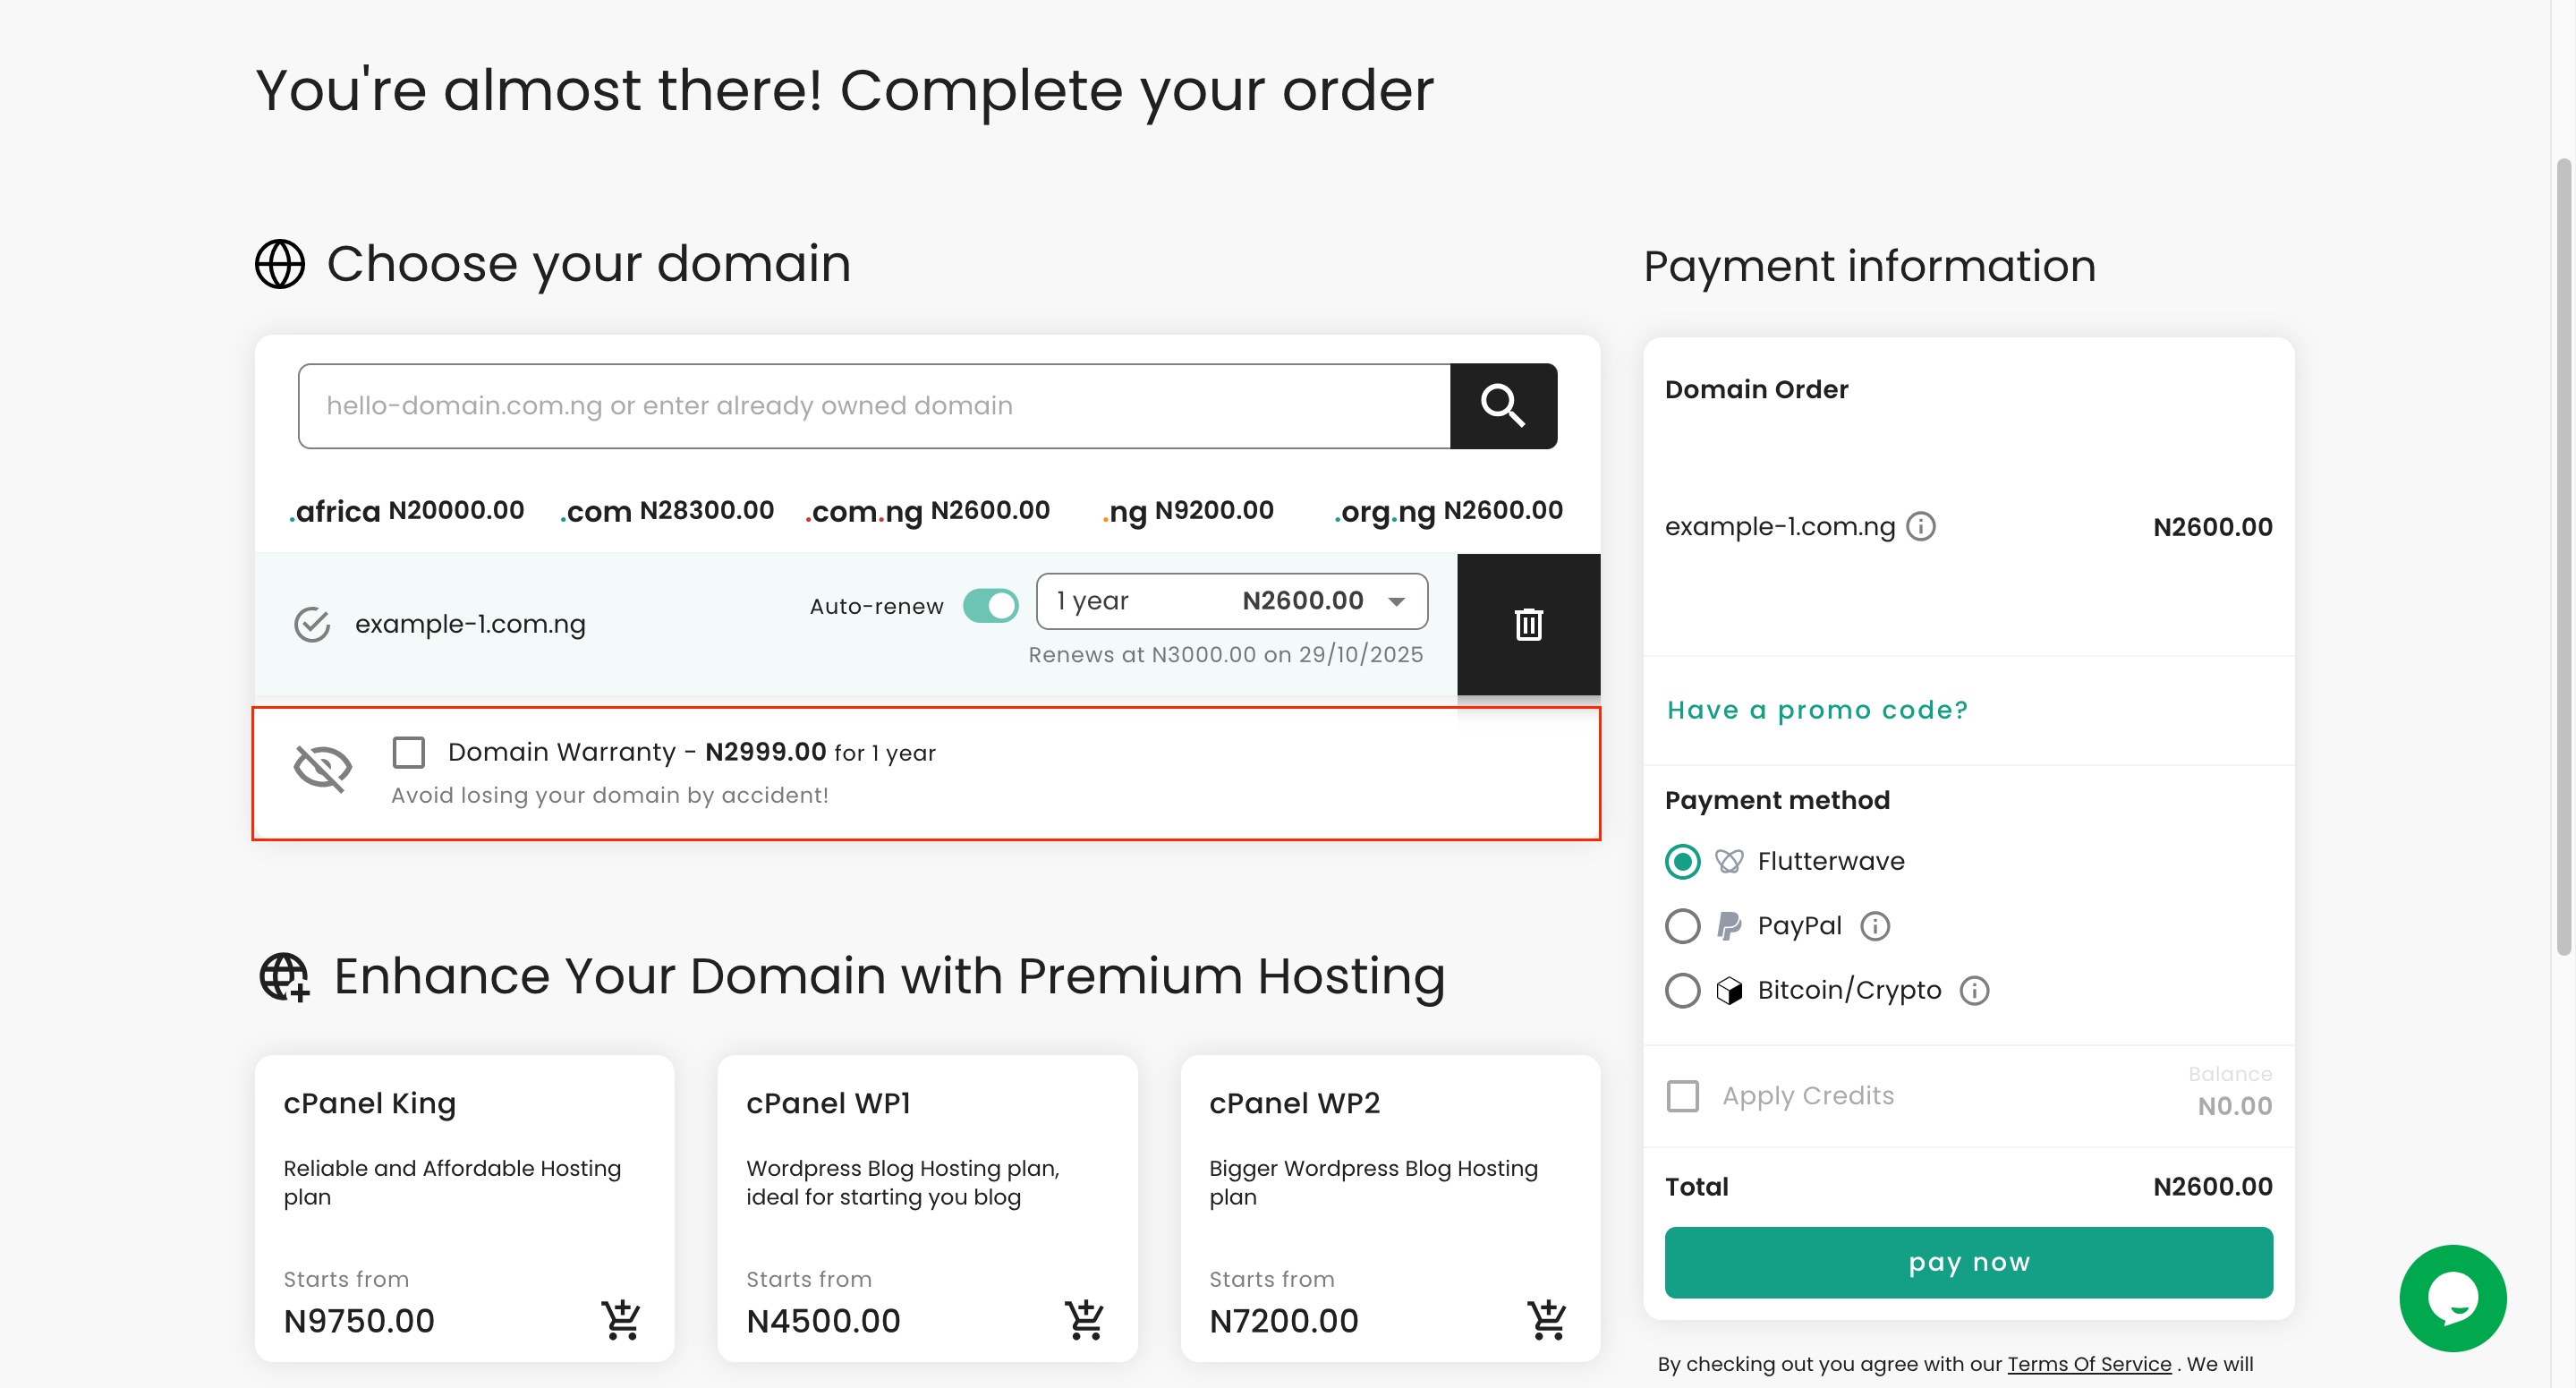 You're almost there! Complete your order
Choose your domain
hello-domain.com.ng or enter already owned domain
.africa N20000.00 .com N28300.00 .com.ng N2600.00 .ng N9200.00 .org.ng N2600.00
example-1.com.ng
Auto-renew
1 year N2600.00
Renews at N3000.00 on 29/10/2025
Domain Warranty - N2999.00 for 1 year
Avoid losing your domain by accident!
Enhance Your Domain with Premium Hosting
cPanel King
Reliable and Affordable Hosting
plan
Starts from
N9750.00
cPanel WP1
Wordpress Blog Hosting plan,
ideal for starting you blog
Starts from
N4500.00
cPanel WP2
Bigger Wordpress Blog Hosting
plan
Starts from
N7200.00
Payment information
Domain Order
example-1.com.ng N2600.00
Have a promo code?
Payment method
Flutterwave
PayPal
Bitcoin/Crypto
Apply Credits
Balance
N0.00
Total N2600.00
pay now
By checking out you agree with our Terms Of Service . We will